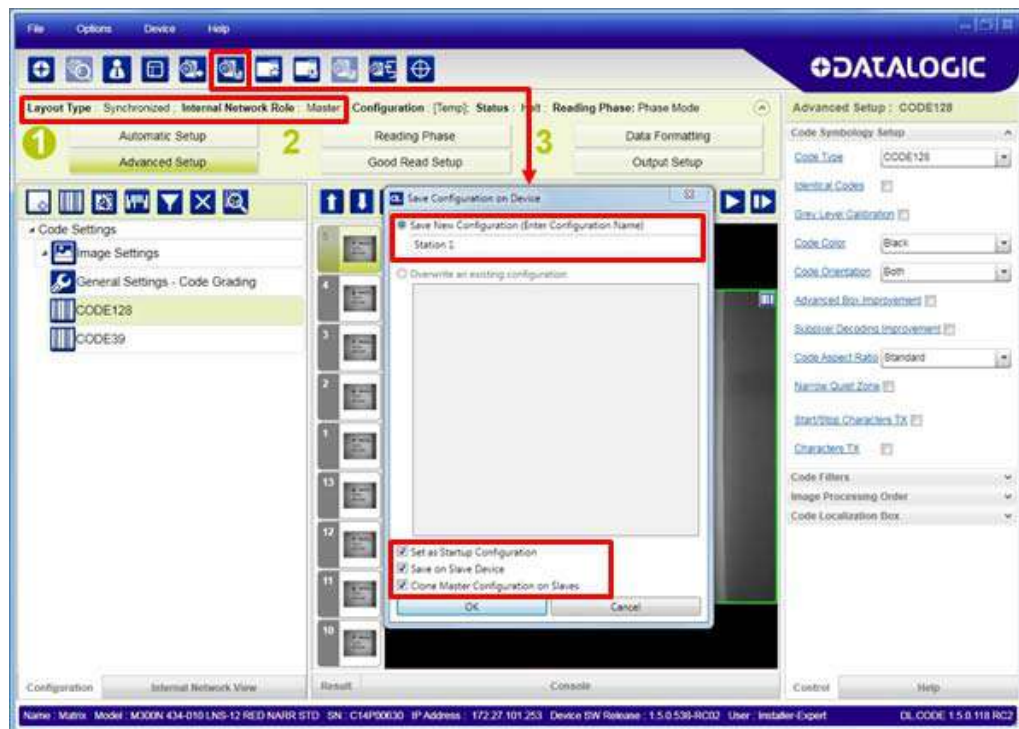 File Options Device Help
DATALOGIC
Layout Type : Synchronized : Internal Network Role : Master : Configuration : [Temp]; Status : Halt : Reading Phase: Phase Mode
1 Automatic Setup 2 Reading Phase 3 Data Formatting
Advanced Setup Good Read Setup Output Setup
Code Settings
Image Settings
General Settings - Code Grading
CODE128
CODE39
5
4
3
2
1
13
12
11
10
Save Configuration on Device
Save New Configuration (Enter Configuration Name)
Station 1
Overwrite an existing configuration
Set as Startup Configuration
Save on Slave Device
Clone Master Configuration on Slaves
OK Cancel
Advanced Setup : CODE128
Code Symbology Setup
Code Type CODE128
Identical Codes
Grey Level Calibration
Code Color Black
Code Orientation Both
Advanced Box Improvement
Subpixel Decoding Improvement
Code Aspect Ratio Standard
Narrow Quiet Zone
Start/Stop Characters TX
Characters TX
Code Filters
Image Processing Order
Code Localization Box
Configuration Internal Network View Result Console Control Help
Name : Matrix Model : M300N 434-010 LNS-12 RED NARR STD SN : C14P00630 IP Address : 172.27.101.253 Device SW Release : 1.5.0.538-RC02 User : Installer-Expert DL.CODE 1.5.0.118 RC2